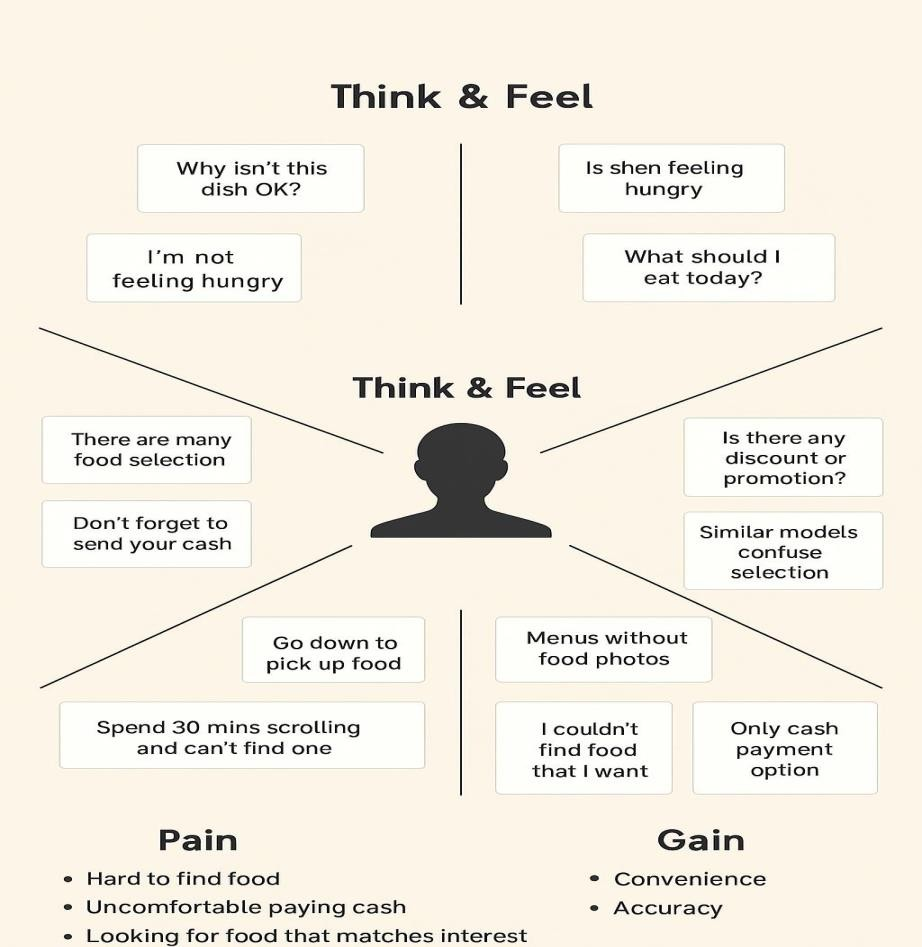 Think & Feel
Why isn't this
dish OK?
Is shen feeling
hungry
I'm not
feeling hungry
What should I
eat today?
Think & Feel
There are many
food selection
Is there any
discount or
promotion?
Don't forget to
send your cash
Similar models
confuse
selection
Go down to
pick up food
Menus without
food photos
Spend 30 mins scrolling
and can't find one
I couldn't
find food
that I want
Only cash
payment
option
Pain
• Hard to find food
• Uncomfortable paying cash
• Looking for food that matches interest
Gain
• Convenience
• Accuracy